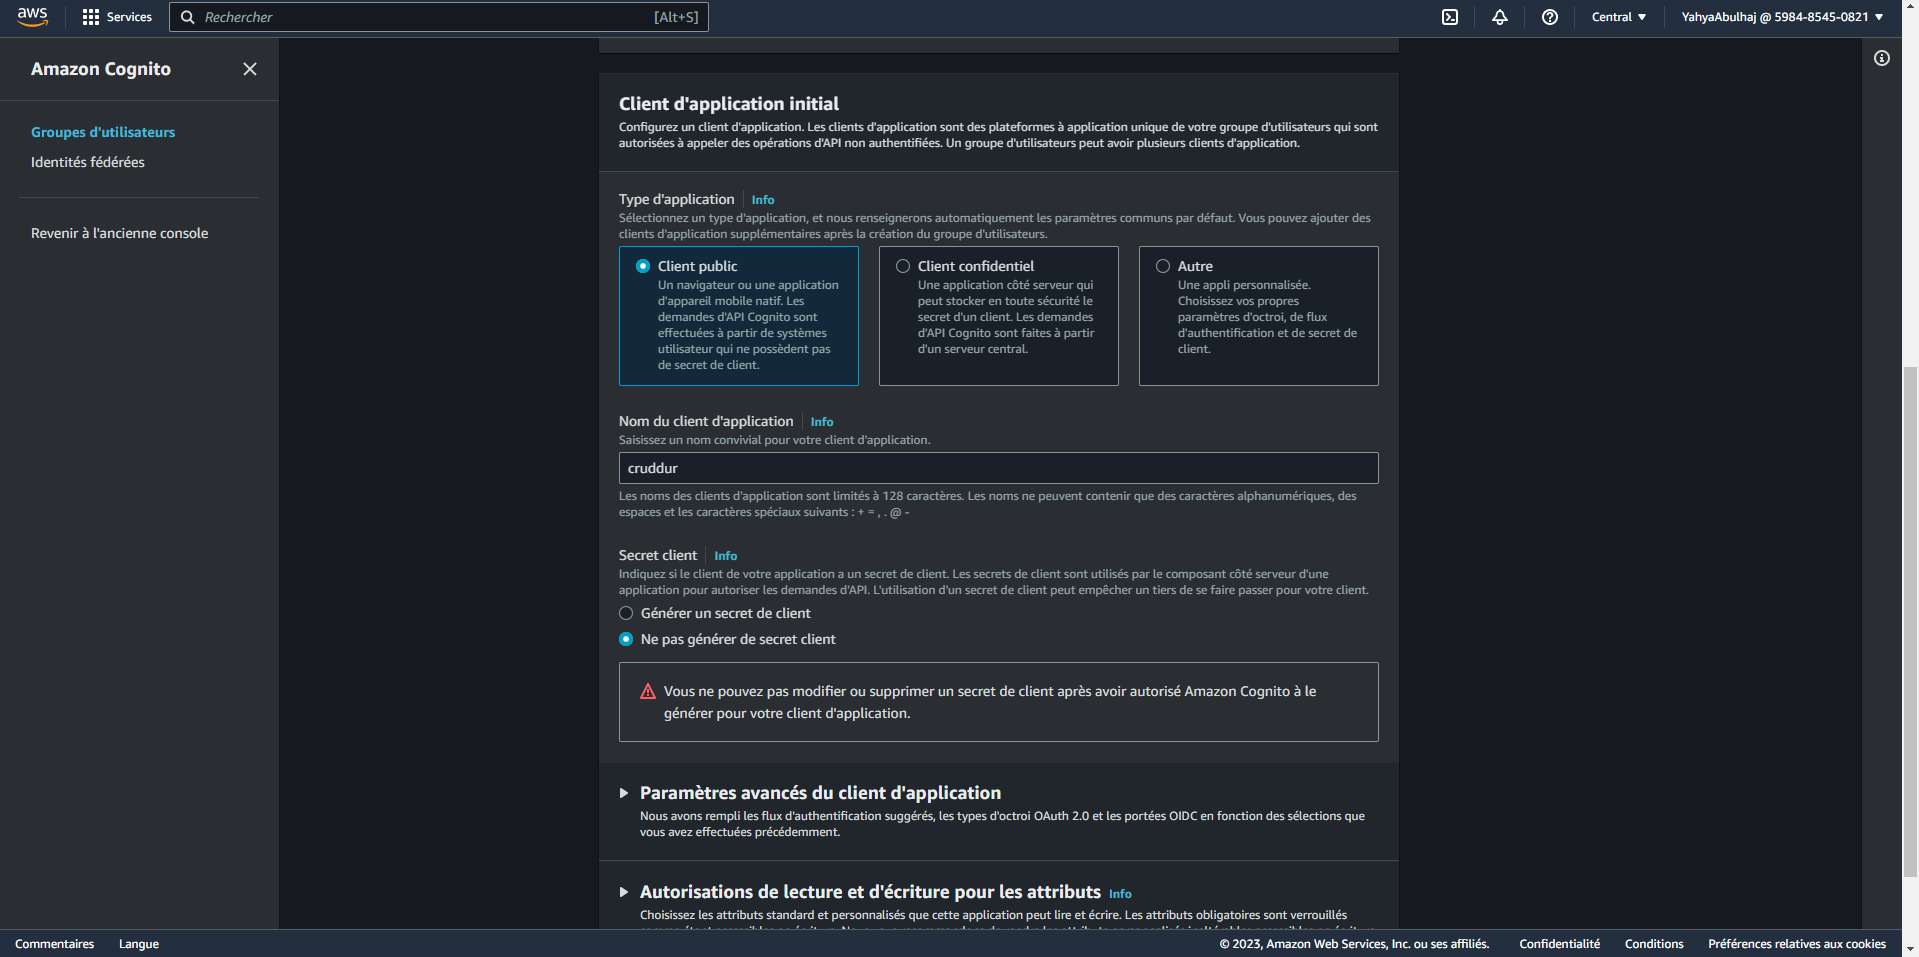 aws
Services
Rechercher
[Alt+S]
Central
YahyaAbulhaj @ 5984-8545-0821
Amazon Cognito
Groupes d'utilisateurs
Identités fédérées
Revenir à l'ancienne console
Client d'application initial
Configurez un client d'application. Les clients d'application sont des plateformes à application unique de votre groupe d'utilisateurs qui sont
autorisées à appeler des opérations d'API non authentifiées. Un groupe d'utilisateurs peut avoir plusieurs clients d'application.
Type d'application
Info
Sélectionnez un type d'application, et nous renseignerons automatiquement les paramètres communs par défaut. Vous pouvez ajouter des
clients d'application supplémentaires après la création du groupe d'utilisateurs.
Client public
Un navigateur ou une application
d'appareil mobile natif. Les
demandes d'API Cognito sont
effectuées à partir de systèmes
utilisateur qui ne possèdent pas
de secret de client.
Client confidentiel
Une application côté serveur qui
peut stocker en toute sécurité le
secret d'un client. Les demandes
d'API Cognito sont faites à partir
d'un serveur central.
Autre
Une appli personnalisée.
Choisissez vos propres
paramètres d'octroi, de flux
d'authentification et de secret de
client.
Nom du client d'application
Info
Saisissez un nom convivial pour votre client d'application.
cruddur
Les noms des clients d'application sont limités à 128 caractères. Les noms ne peuvent contenir que des caractères alphanumériques, des
espaces et les caractères spéciaux suivants : + = , . @ -
Secret client
Info
Indiquez si le client de votre application a un secret de client. Les secrets de client sont utilisés par le composant côté serveur d'une
application pour autoriser les demandes d'API. L'utilisation d'un secret de client peut empêcher un tiers de se faire passer pour votre client.
Générer un secret de client
Ne pas générer de secret client
Vous ne pouvez pas modifier ou supprimer un secret de client après avoir autorisé Amazon Cognito à le
générer pour votre client d'application.
Paramètres avancés du client d'application
Nous avons rempli les flux d'authentification suggérés, les types d'octroi OAuth 2.0 et les portées OIDC en fonction des sélections que
vous avez effectuées précédemment.
Autorisations de lecture et d'écriture pour les attributs
Info
Choisissez les attributs standard et personnalisés que cette application peut lire et écrire. Les attributs obligatoires sont verrouillés
Commentaires
Langue
© 2023, Amazon Web Services, Inc. ou ses affiliés.
Confidentialité
Conditions
Préférences relatives aux cookies